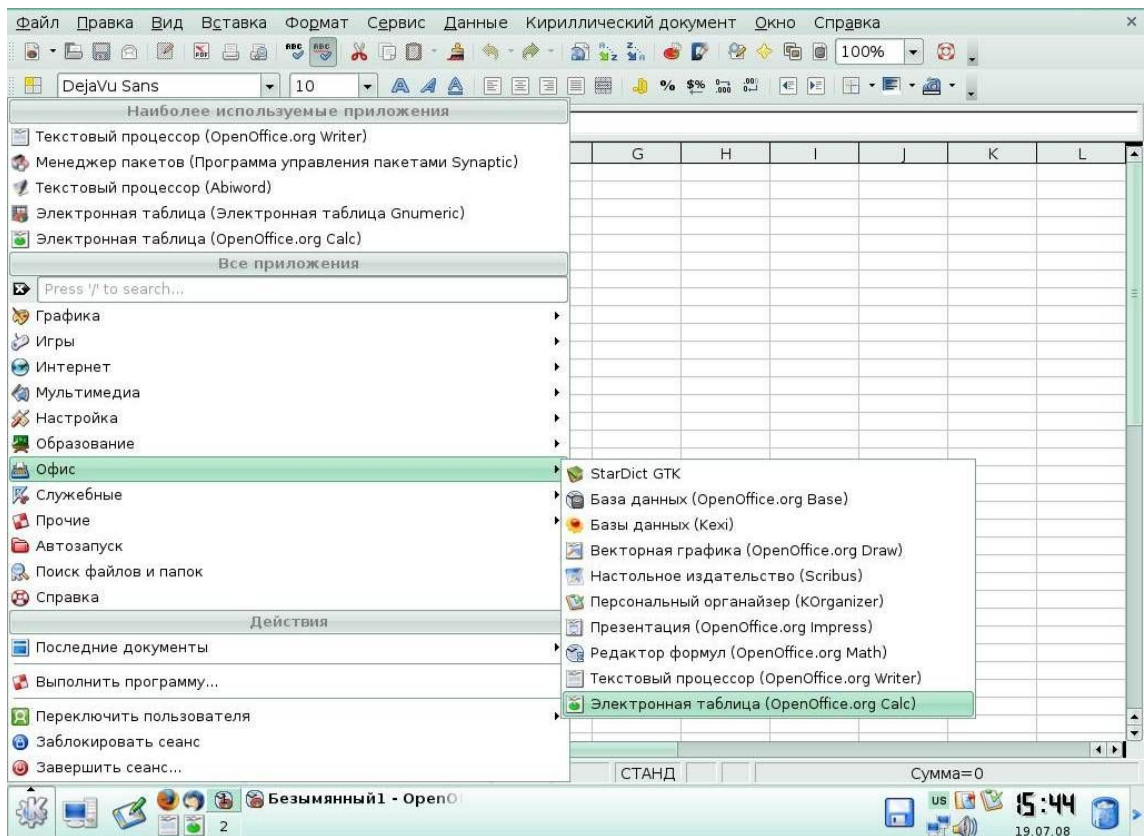 Файл Правка Вид Вставка Формат Сервис Данные Кириллический документ Окно Справка
PDF ABC ABC 100%
DejaVu Sans 10
Наиболее используемые приложения
Текстовый процессор (OpenOffice.org Writer)
Менеджер пакетов (Программа управления пакетами Synaptic)
Текстовый процессор (Abiword)
Электронная таблица (Электронная таблица Gnumeric)
Электронная таблица (OpenOffice.org Calc)
G H I J K L
Все приложения
Press '/' to search...
Графика
Игры
Интернет
Мультимедиа
Настройка
Образование
Офис
Служебные
Прочие
Автозапуск
Поиск файлов и папок
Справка
Действия
Последние документы
Выполнить программу...
Переключить пользователя
Заблокировать сеанс
Завершить сеанс...
StarDict GTK
База данных (OpenOffice.org Base)
Базы данных (Kexi)
Векторная графика (OpenOffice.org Draw)
Настольное издательство (Scribus)
Персональный органайзер (KOrganizer)
Презентация (OpenOffice.org Impress)
Редактор формул (OpenOffice.org Math)
Текстовый процессор (OpenOffice.org Writer)
Электронная таблица (OpenOffice.org Calc)
СТАНД Сумма=0
Безымянный1 - OpenO
2
US
15:44
19.07.08